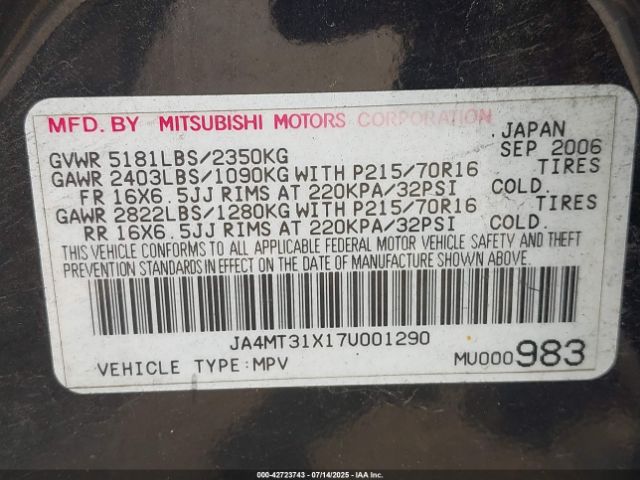 MFD. BY MITSUBISHI MOTORS CORPORATION, JAPAN
GVWR 5181LBS/2350KG SEP 2006
GAWR 2403LBS/1090KG WITH P215/70R16 TIRES
FR 16X6.5JJ RIMS AT 220KPA/32PSI COLD.
GAWR 2822LBS/1280KG WITH P215/70R16 TIRES
RR 16X6.5JJ RIMS AT 220KPA/32PSI COLD.
THIS VEHICLE CONFORMS TO ALL APPLICABLE FEDERAL MOTOR VEHICLE SAFETY AND THEFT
PREVENTION STANDARDS IN EFFECT ON THE DATE OF MANUFACTURE SHOWN ABOVE.
JA4MT31X17U001290
VEHICLE TYPE:MPV MU000983
000-42723743 07/14/2025 IAAI.COM